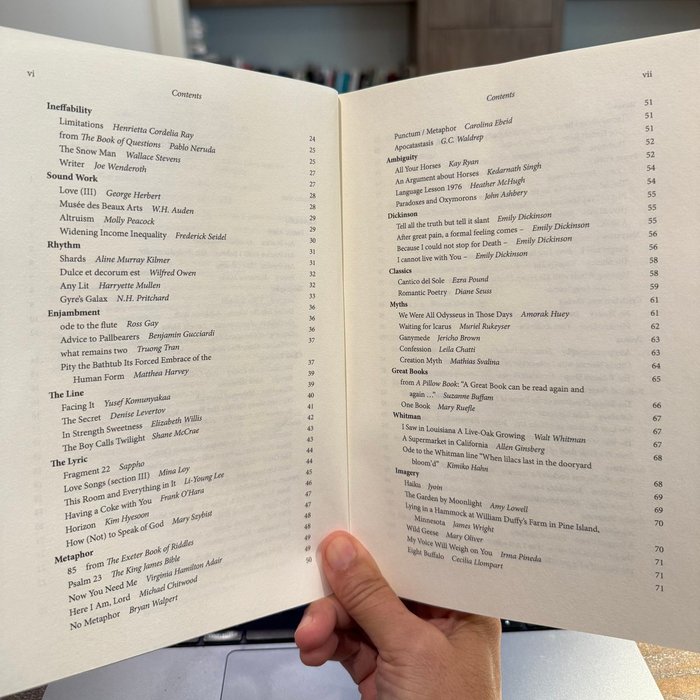 vi
Contents
Ineffability 24
Limitations Henrietta Cordelia Ray 25
from The Book of Questions Pablo Neruda 25
The Snow Man Wallace Stevens 27
Writer Joe Wenderoth 27
Sound Work 28
Love (III) George Herbert 28
Musée des Beaux Arts W.H. Auden 29
Altruism Molly Peacock 29
Widening Income Inequality Frederick Seidel 30
Rhythm 31
Shards Aline Murray Kilmer 31
Dulce et decorum est Wilfred Owen 32
Any Lit Harryette Mullen 32
Gyre's Galax N.H. Pritchard 33
Enjambment 36
ode to the flute Ross Gay 36
Advice to Pallbearers Benjamin Gucciardi 36
what remains two Truong Tran 37
Pity the Bathtub Its Forced Embrace of the
Human Form Matthea Harvey 37
The Line 39
Facing It Yusef Komunyakaa 39
The Secret Denise Levertov 40
In Strength Sweetness Elizabeth Willis 41
The Boy Calls Twilight Shane McCrae 42
The Lyric 43
Fragment 22 Sappho 43
Love Songs (section III) Mina Loy 44
This Room and Everything in It Li-Young Lee 44
Having a Coke with You Frank O'Hara 45
Horizon Kim Hyesoon 46
How (Not) to Speak of God Mary Szybist 47
Metaphor 47
85 from The Exeter Book of Riddles 48
Psalm 23 The King James Bible 48
Now You Need Me Virginia Hamilton Adair 49
Here I Am, Lord Michael Chitwood 49
No Metaphor Bryan Walpert 50
Contents
vii
Punctum / Metaphor Carolina Ebeid 51
Apocatastasis G.C. Waldrep 51
Ambiguity 51
All Your Horses Kay Ryan 52
An Argument about Horses Kedarnath Singh 52
Language Lesson 1976 Heather McHugh 54
Paradoxes and Oxymorons John Ashbery 54
Dickinson 55
Tell all the truth but tell it slant Emily Dickinson 55
After great pain, a formal feeling comes – Emily Dickinson 55
Because I could not stop for Death – Emily Dickinson 56
I cannot live with You – Emily Dickinson 56
Classics 58
Cantico del Sole Ezra Pound 58
Romantic Poetry Diane Seuss 59
Myths 61
We Were All Odysseus in Those Days Amorak Huey 61
Waiting for Icarus Muriel Rukeyser 62
Ganymede Jericho Brown 63
Confession Leila Chatti 63
Creation Myth Mathias Svalina 64
Great Books 65
from A Pillow Book: "A Great Book can be read again and
again …" Suzanne Buffam 66
One Book Mary Ruefle 67
Whitman 67
I Saw in Louisiana A Live-Oak Growing Walt Whitman 67
A Supermarket in California Allen Ginsberg 68
Ode to the Whitman line "When lilacs last in the dooryard
bloom'd" Kimiko Hahn 68
Imagery 69
Haiku Jyoin 69
The Garden by Moonlight Amy Lowell 70
Lying in a Hammock at William Duffy's Farm in Pine Island,
Minnesota James Wright 70
Wild Geese Mary Oliver 71
My Voice Will Weigh on You Irma Pineda 71
Eight Buffalo Cecilia Llompart 71